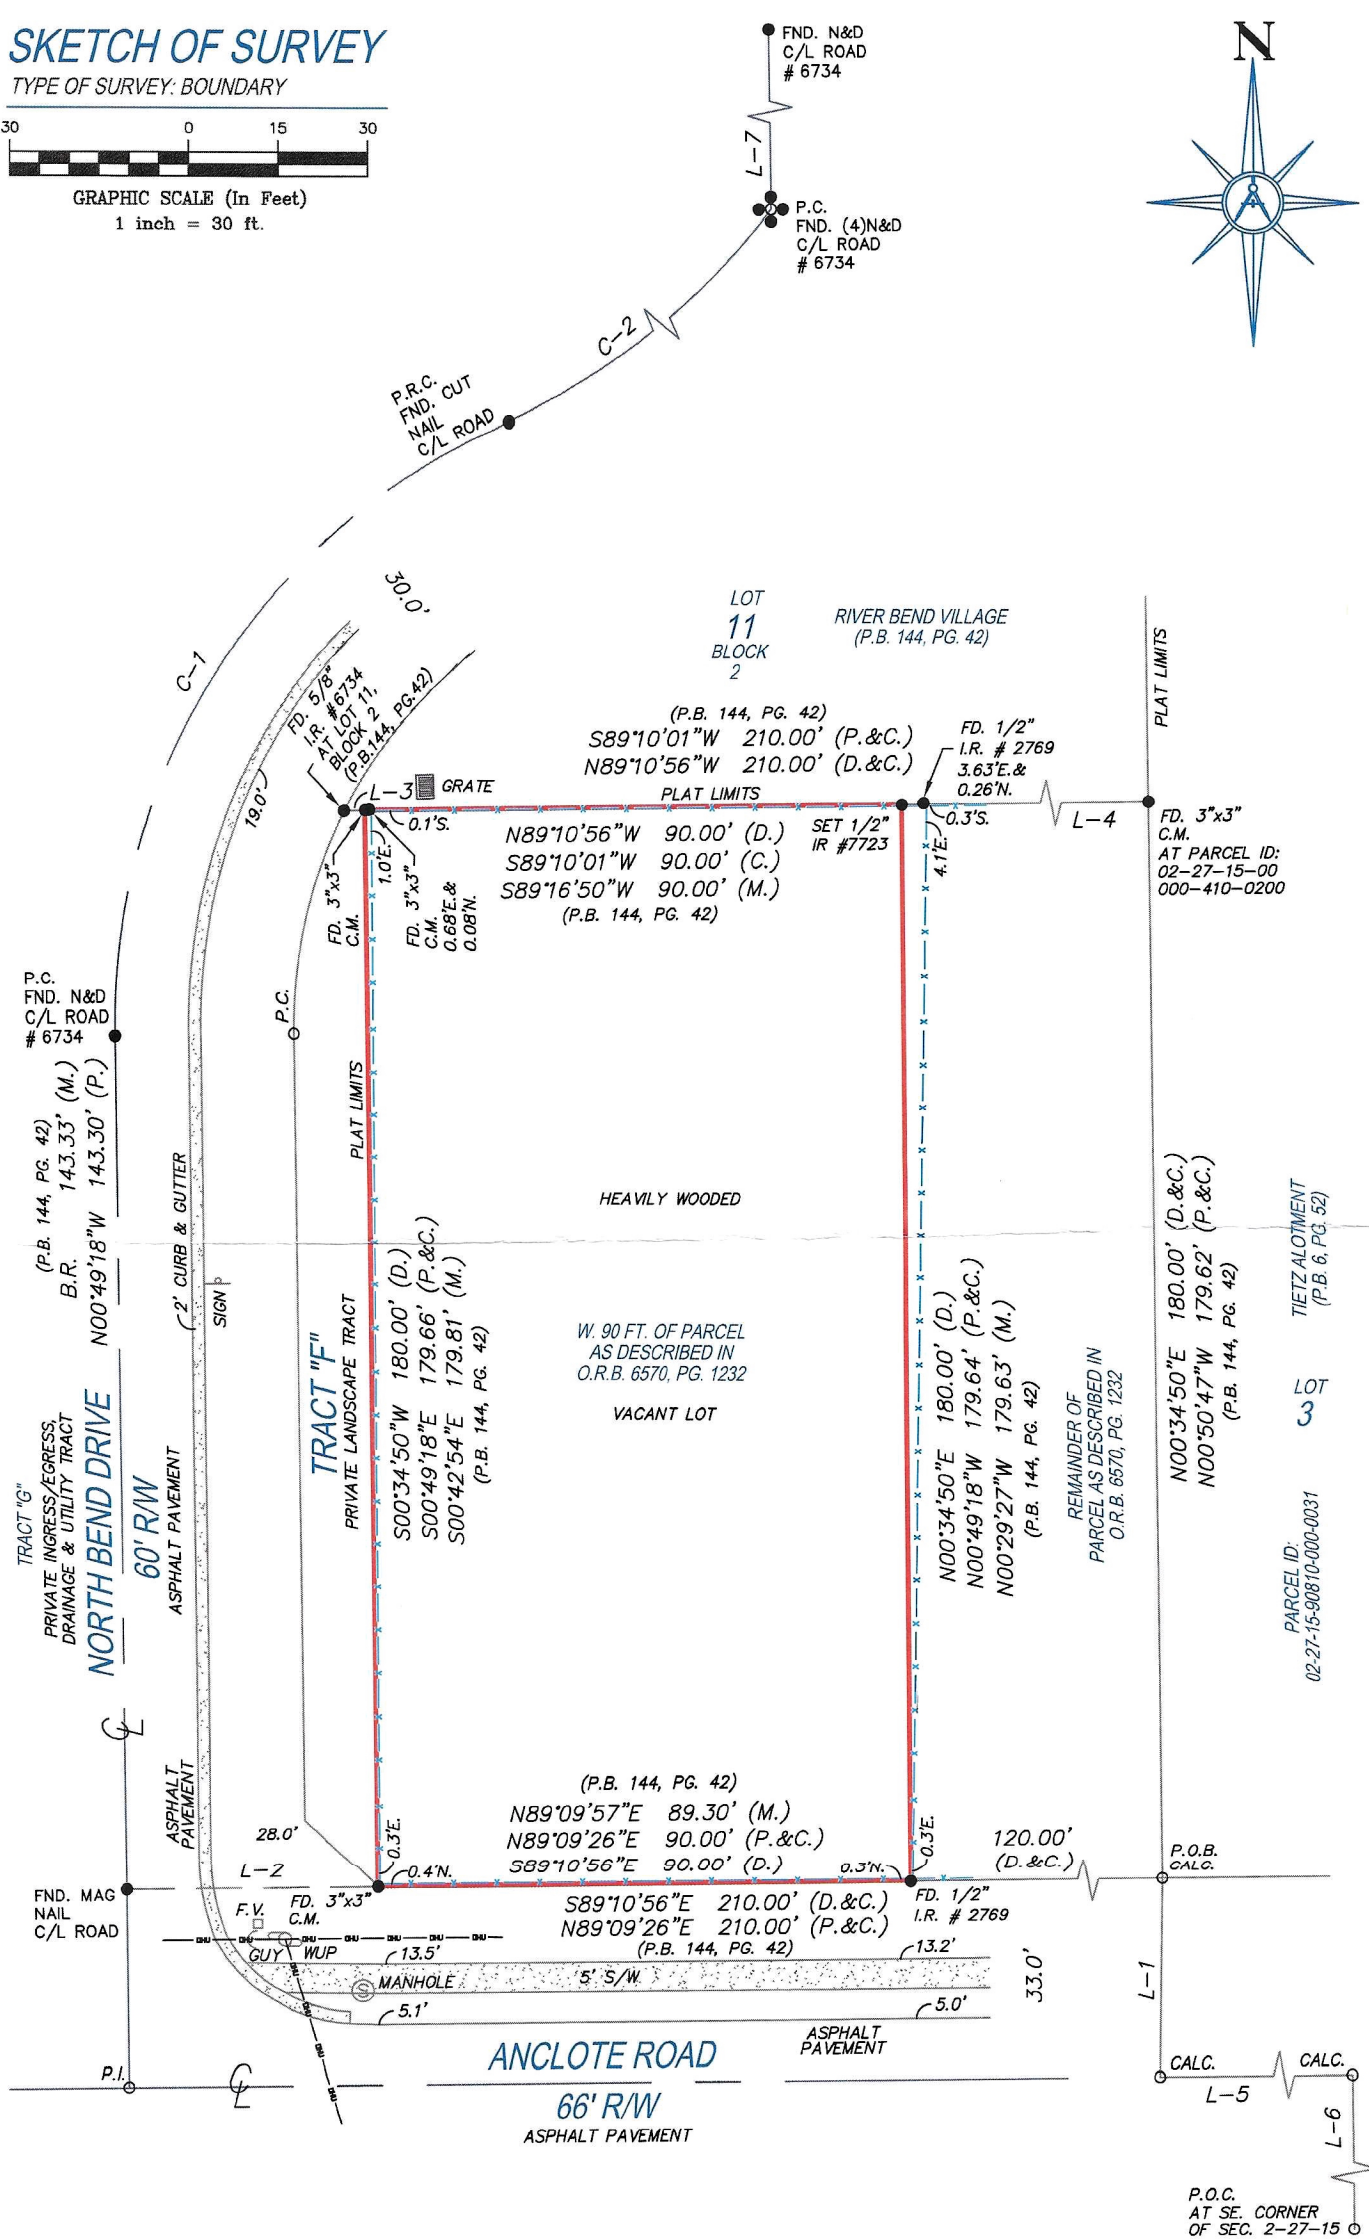 SKETCH OF SURVEY
TYPE OF SURVEY: BOUNDARY
30 0 15 30
GRAPHIC SCALE (In Feet)
1 inch = 30 ft.
N
FND. N&D
C/L ROAD
# 6734
L-7
P.C.
FND. (4)N&D
C/L ROAD
# 6734
C-2
P.R.C.
FND. CUT
NAIL
C/L ROAD
C-1
30.0'
19.0'
FD. 5/8"
I.R. #6734
AT LOT 11,
BLOCK 2
(P.B.144, PG.42)
LOT
11
BLOCK
2
RIVER BEND VILLAGE
(P.B. 144, PG. 42)
PLAT LIMITS
(P.B. 144, PG. 42)
S89°10'01"W 210.00' (P.&C.)
N89°10'56"W 210.00' (D.&C.)
PLAT LIMITS
FD. 1/2"
I.R. # 2769
3.63'E.&
0.26'N.
L-3
GRATE
0.1'S.
1.0'E.
N89°10'56"W 90.00' (D.)
S89°10'01"W 90.00' (C.)
S89°16'50"W 90.00' (M.)
(P.B. 144, PG. 42)
SET 1/2"
IR #7723
0.3'S.
4.1'E.
L-4
FD. 3"x3"
C.M.
AT PARCEL ID:
02-27-15-00
000-410-0200
FD. 3"x3"
C.M.
FD. 3"x3"
C.M.
0.68'E.&
0.08'N.
P.C.
FND. N&D
C/L ROAD
# 6734
P.C.
PLAT LIMITS
(P.B. 144, PG. 42)
B.R. 143.33' (M.)
N00°49'18"W 143.30' (P.)
2' CURB & GUTTER
SIGN
HEAVILY WOODED
TRACT "F"
PRIVATE LANDSCAPE TRACT
S00°34'50"W 180.00' (D.)
S00°49'18"E 179.66' (P.&C.)
S00°42'54"E 179.81' (M.)
(P.B. 144, PG. 42)
W. 90 FT. OF PARCEL
AS DESCRIBED IN
O.R.B. 6570, PG. 1232
VACANT LOT
N00°34'50"E 180.00' (D.)
N00°49'18"W 179.64' (P.&C.)
N00°29'27"W 179.63' (M.)
(P.B. 144, PG. 42)
REMAINDER OF
PARCEL AS DESCRIBED IN
O.R.B. 6570, PG. 1232
N00°34'50"E 180.00' (D.&C.)
N00°50'47"W 179.62' (P.&C.)
(P.B. 144, PG. 42)
TIETZ ALOTMENT
(P.B. 6, PG. 52)
LOT
3
PARCEL ID:
02-27-15-90810-000-0031
TRACT "G"
PRIVATE INGRESS/EGRESS,
DRAINAGE & UTILITY TRACT
NORTH BEND DRIVE
60' R/W
ASPHALT PAVEMENT
C/L
ASPHALT
PAVEMENT
28.0'
L-2
FND. MAG
NAIL
C/L ROAD
FD. 3"x3"
C.M.
F.V.
(P.B. 144, PG. 42)
N89°09'57"E 89.30' (M.)
N89°09'26"E 90.00' (P.&C.)
S89°10'56"E 90.00' (D.)
0.3'E.
0.4'N.
0.3'N.
0.3'E.
120.00'
(D.&C.)
P.O.B.
CALC.
S89°10'56"E 210.00' (D.&C.)
N89°09'26"E 210.00' (P.&C.)
(P.B. 144, PG. 42)
FD. 1/2"
I.R. # 2769
OHU OHU OHU OHU OHU OHU
GUY WUP
13.5'
13.2'
MANHOLE
S
5' S/W
5.1'
5.0'
OHU
OHU
OHU
33.0'
L-1
ASPHALT
PAVEMENT
ANCLOTE ROAD
66' R/W
ASPHALT PAVEMENT
P.I.
C/L
CALC.
CALC.
L-5
L-6
P.O.C.
AT SE. CORNER
OF SEC. 2-27-15